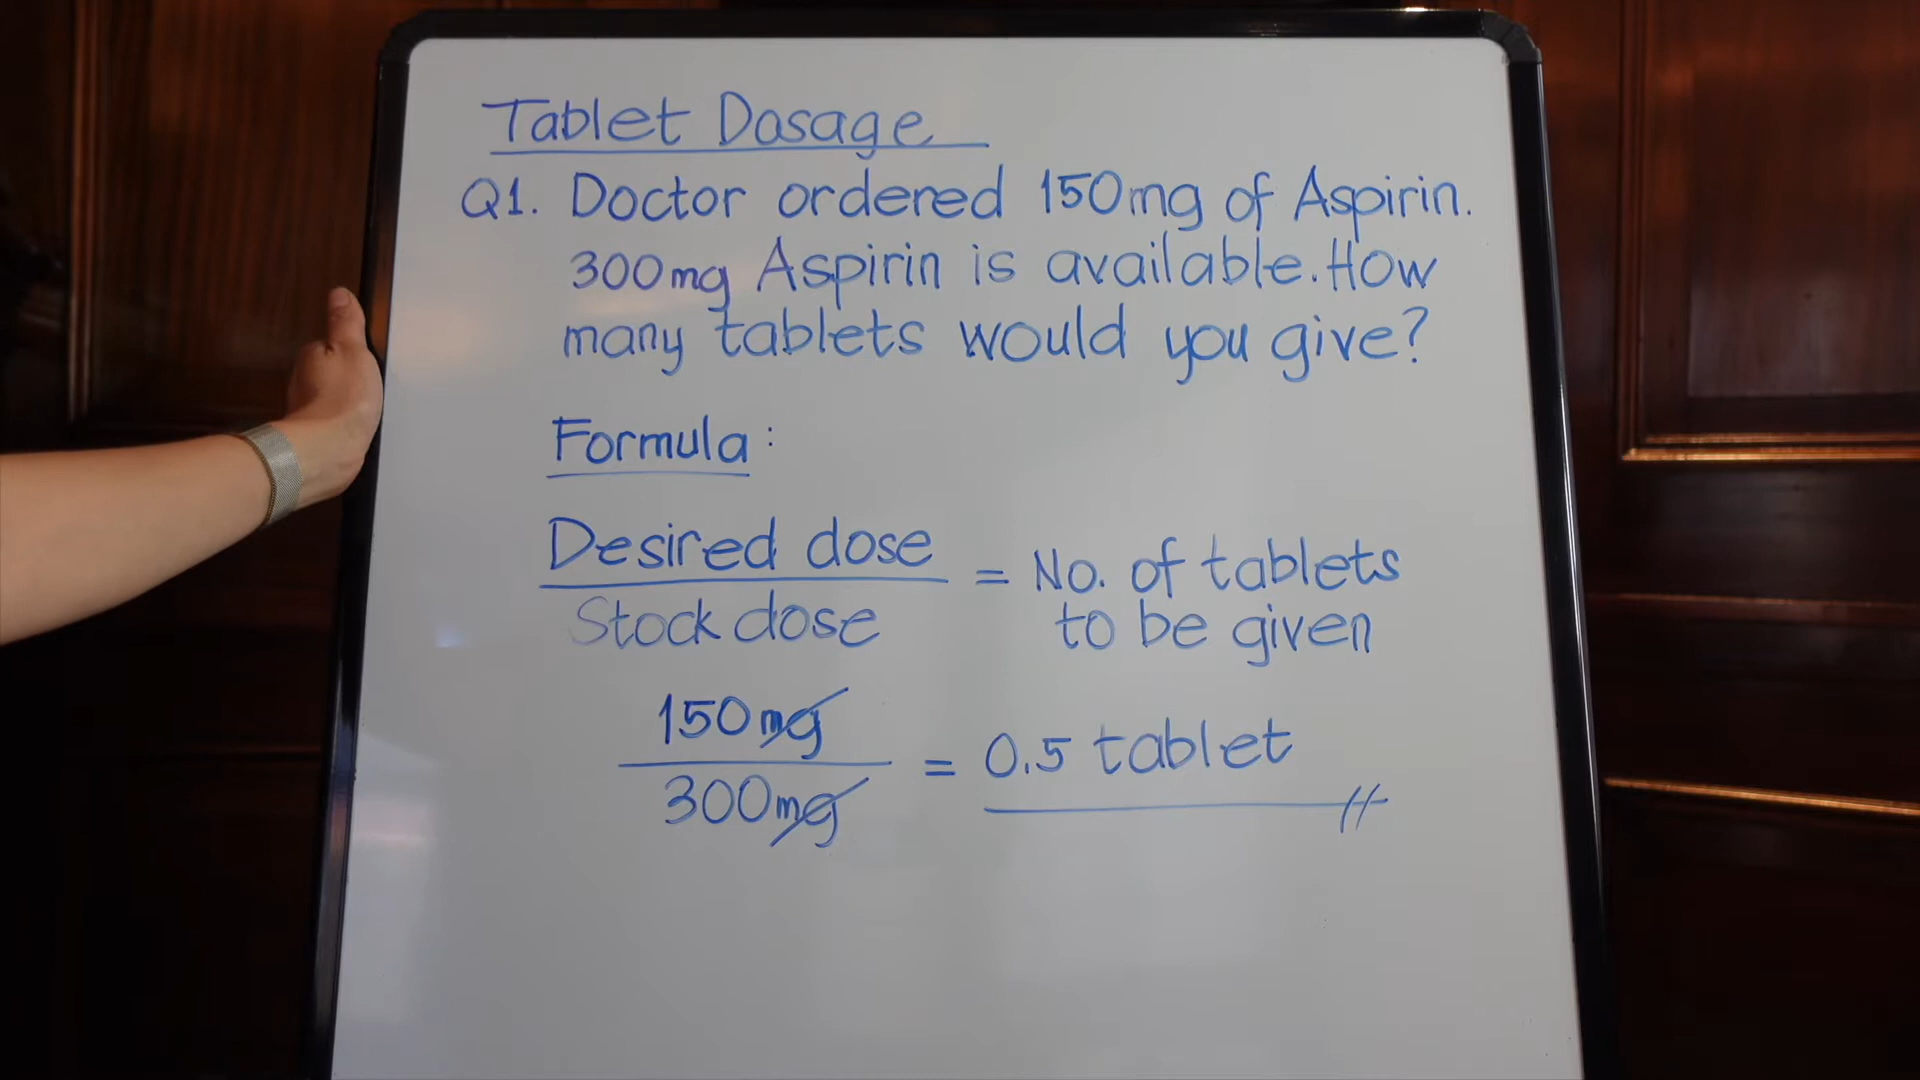 Tablet Dosage
Q1. Doctor ordered 150mg of Aspirin.
300mg Aspirin is available. How
many tablets would you give?
Formula:
Desired dose
Stock dose
= No. of tablets
to be given
150mg
300mg
= 0.5 tablet